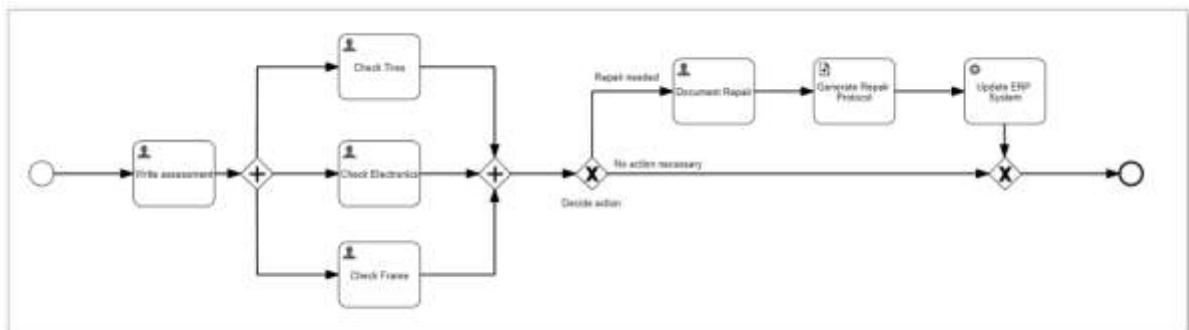 Write assessment
Check Tires
Check Electronics
Check Frame
Decide action
Repair needed
No action necessary
Document Repair
Generate Repair
Protocol
Update ERP
System